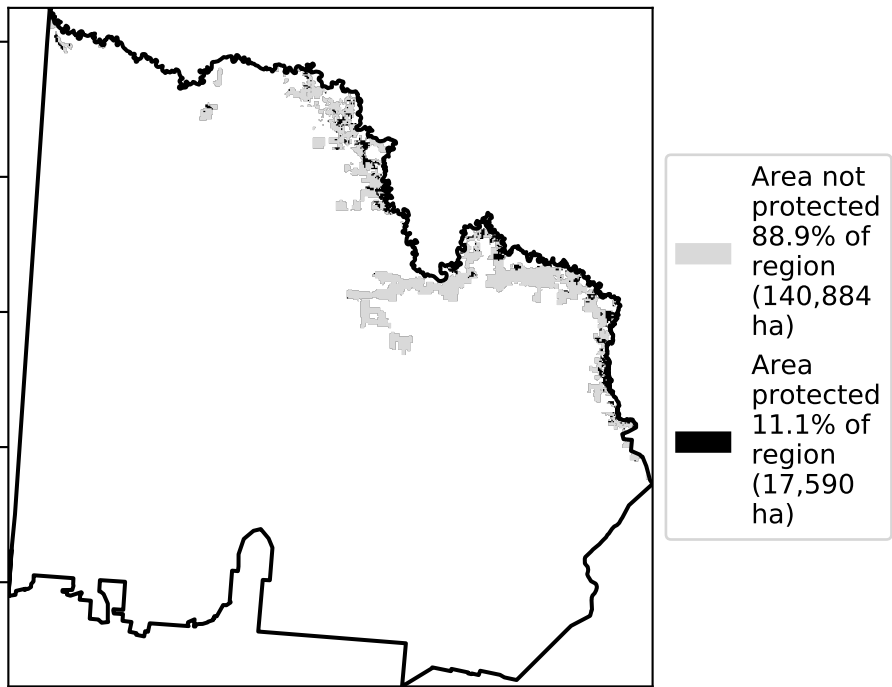 Area not
protected
88.9% of
region
(140,884
ha)
Area
protected
11.1% of
region
(17,590
ha)